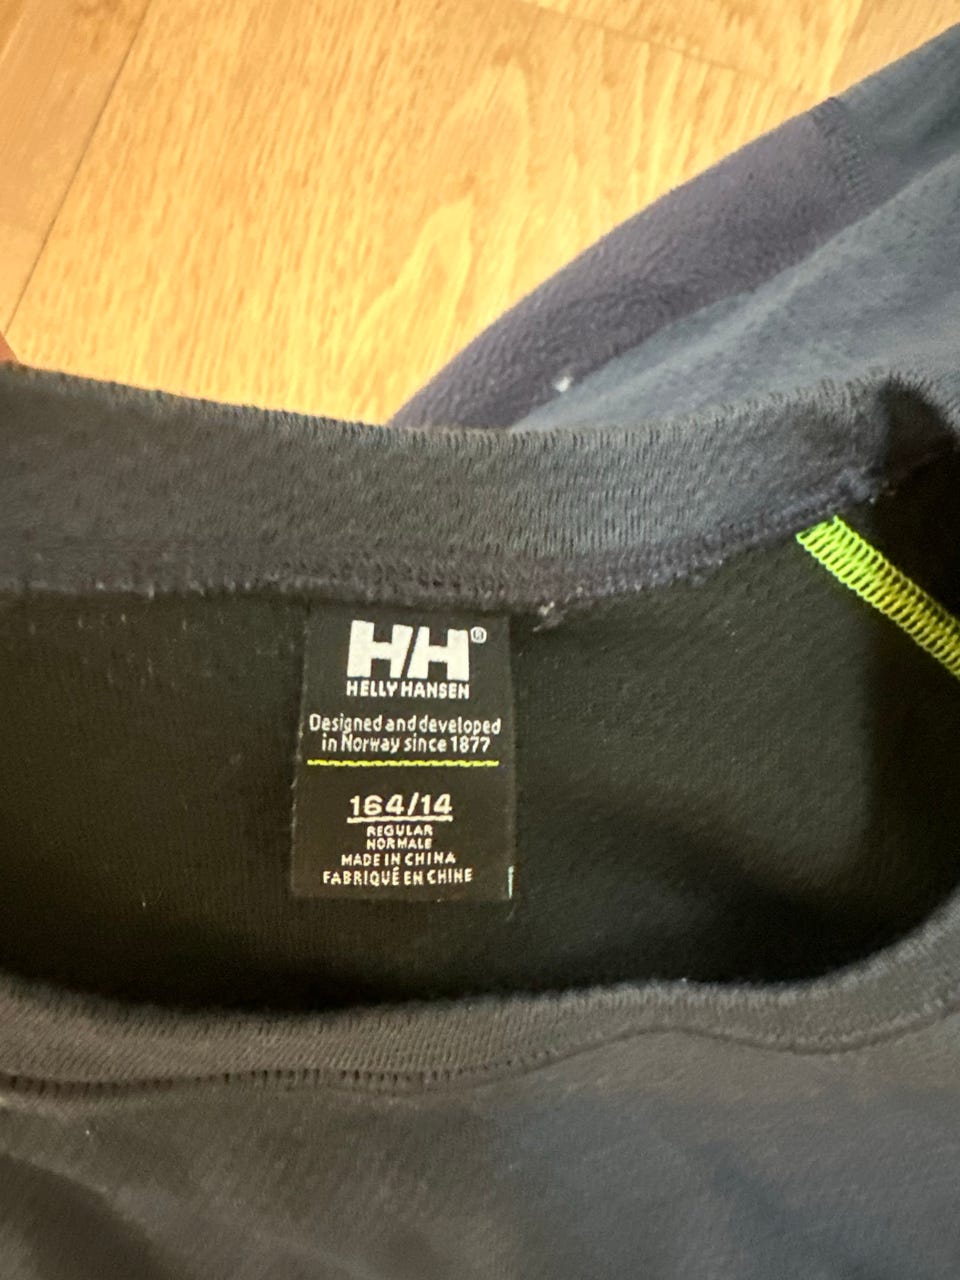 HH®
HELLY HANSEN
Designed and developed
in Norway since 1877
164/14
REGULAR
NORMALE
MADE IN CHINA
FABRIQUÉ EN CHINE